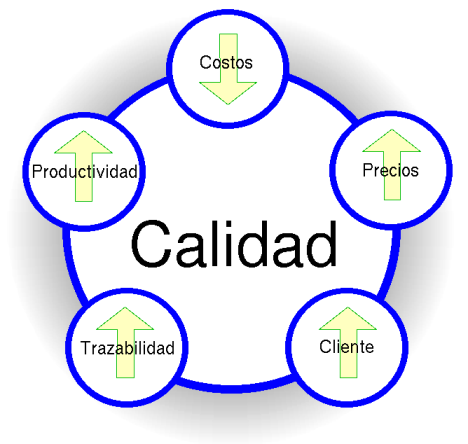 Costos
Productividad
Precios
Calidad
Trazabilidad
Cliente